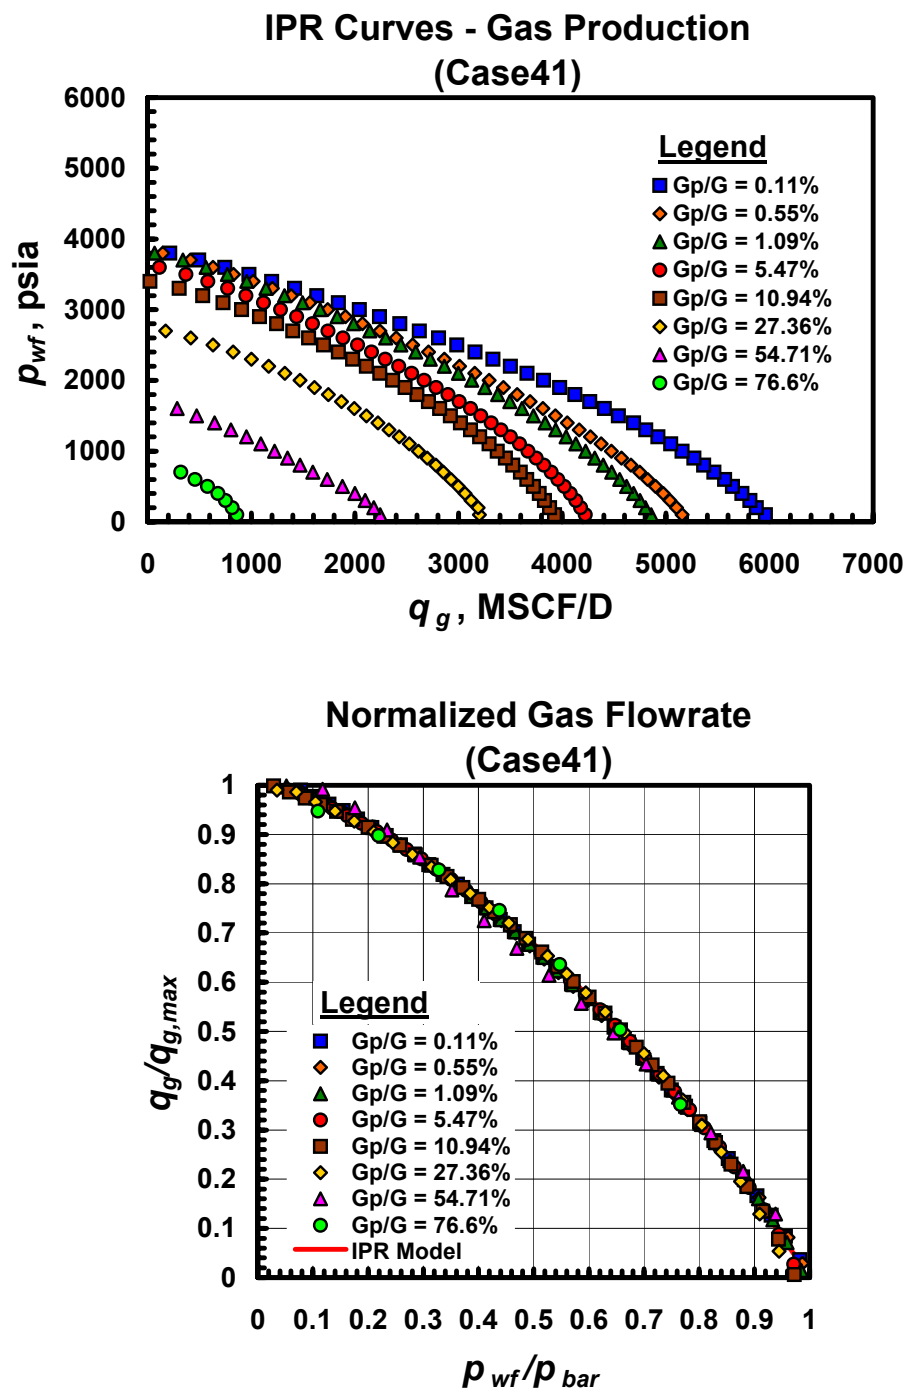 IPR Curves - Gas Production
(Case41)
6000
5000
4000
3000
2000
1000
0
p_wf, psia
Legend
Gp/G = 0.11%
Gp/G = 0.55%
Gp/G = 1.09%
Gp/G = 5.47%
Gp/G = 10.94%
Gp/G = 27.36%
Gp/G = 54.71%
Gp/G = 76.6%
0 1000 2000 3000 4000 5000 6000 7000
q_g, MSCF/D
Normalized Gas Flowrate
(Case41)
1
0.9
0.8
0.7
0.6
0.5
0.4
0.3
0.2
0.1
0
q_g/q_g,max
Legend
Gp/G = 0.11%
Gp/G = 0.55%
Gp/G = 1.09%
Gp/G = 5.47%
Gp/G = 10.94%
Gp/G = 27.36%
Gp/G = 54.71%
Gp/G = 76.6%
IPR Model
0 0.1 0.2 0.3 0.4 0.5 0.6 0.7 0.8 0.9 1
p_wf/p_bar